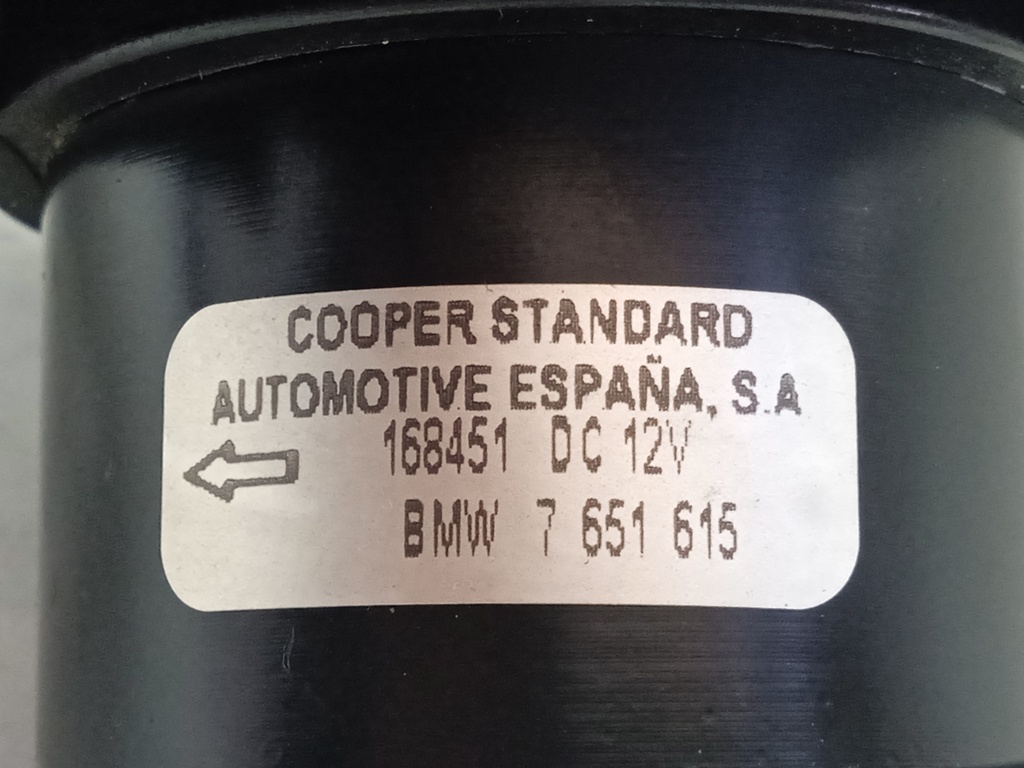 COOPER STANDARD
AUTOMOTIVE ESPAÑA, S.A
168451 DC 12V
BMW 7 651 615